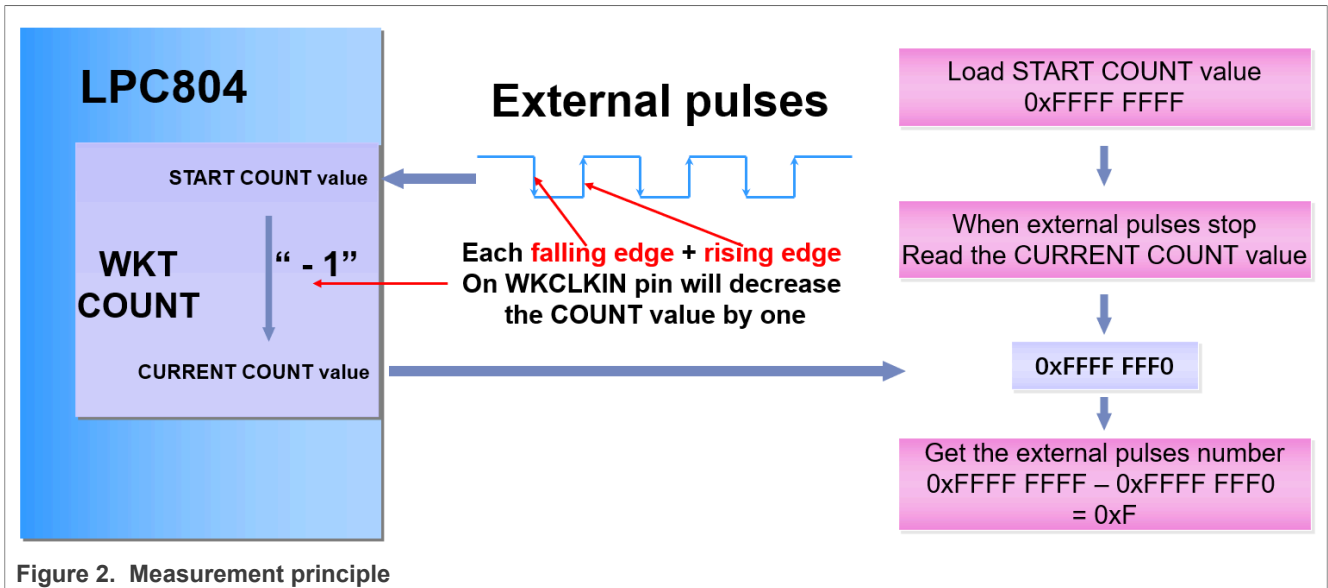 LPC804
START COUNT value
WKT
COUNT
“ - 1”
CURRENT COUNT value
External pulses
Each falling edge + rising edge
On WKCLKIN pin will decrease
the COUNT value by one
Load START COUNT value
0xFFFF FFFF
When external pulses stop
Read the CURRENT COUNT value
0xFFFF FFF0
Get the external pulses number
0xFFFF FFFF – 0xFFFF FFF0
= 0xF
Figure 2. Measurement principle